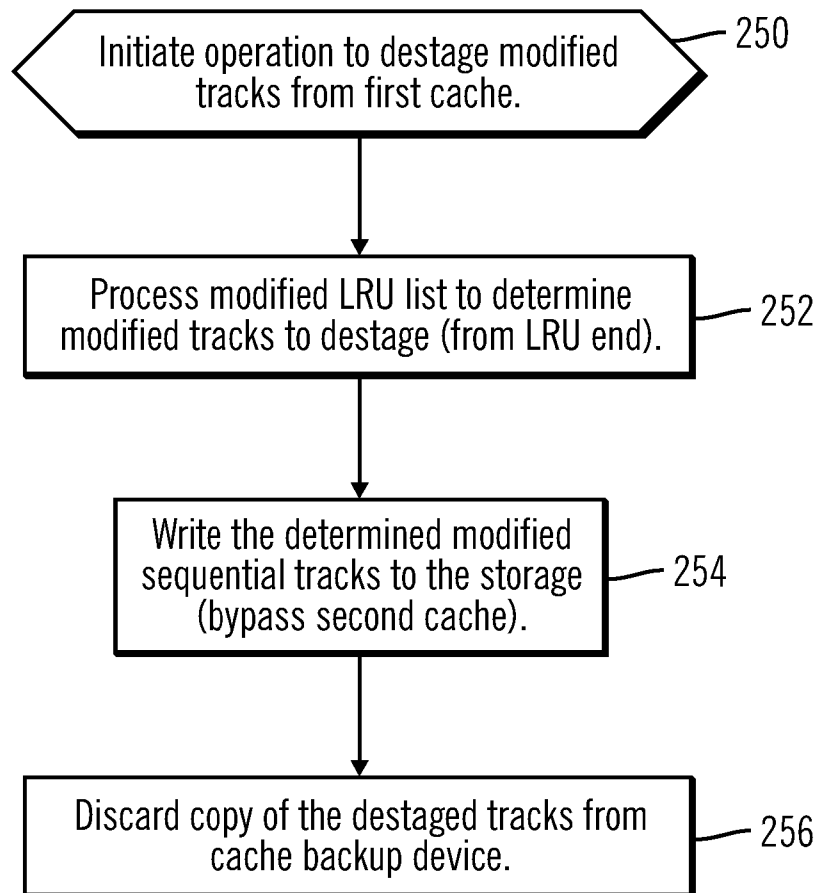 Initiate operation to destage modified
tracks from first cache.
250
Process modified LRU list to determine
modified tracks to destage (from LRU end).
252
Write the determined modified
sequential tracks to the storage
(bypass second cache).
254
Discard copy of the destaged tracks from
cache backup device.
256